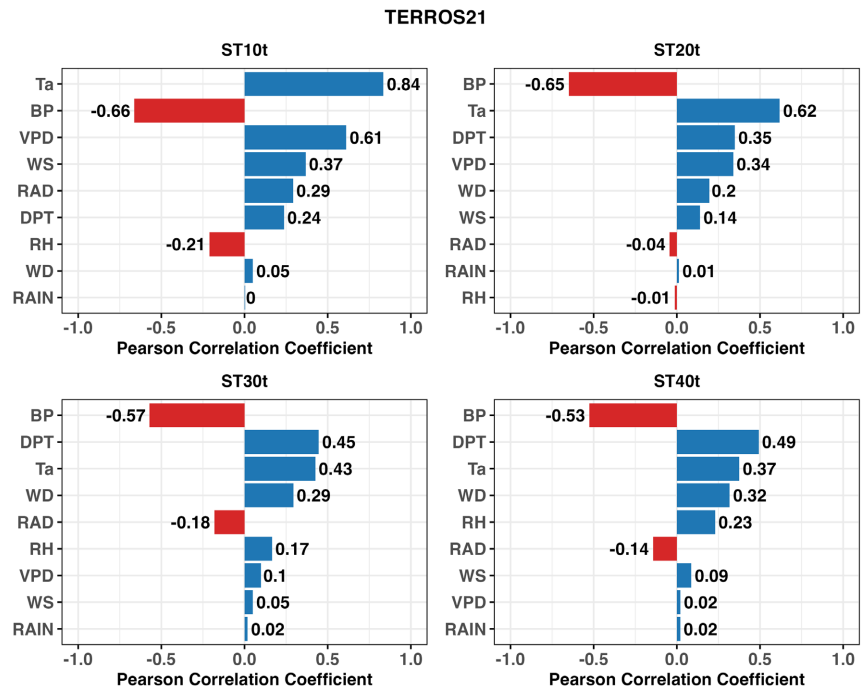 TERROS21
ST10t
Ta 0.84
BP -0.66
VPD 0.61
WS 0.37
RAD 0.29
DPT 0.24
RH -0.21
WD 0.05
RAIN 0
-1.0 -0.5 0.0 0.5 1.0
Pearson Correlation Coefficient
ST20t
BP -0.65
Ta 0.62
DPT 0.35
VPD 0.34
WD 0.2
WS 0.14
RAD -0.04
RAIN 0.01
RH -0.01
-1.0 -0.5 0.0 0.5 1.0
Pearson Correlation Coefficient
ST30t
BP -0.57
DPT 0.45
Ta 0.43
WD 0.29
RAD -0.18
RH 0.17
VPD 0.1
WS 0.05
RAIN 0.02
-1.0 -0.5 0.0 0.5 1.0
Pearson Correlation Coefficient
ST40t
BP -0.53
DPT 0.49
Ta 0.37
WD 0.32
RH 0.23
RAD -0.14
WS 0.09
VPD 0.02
RAIN 0.02
-1.0 -0.5 0.0 0.5 1.0
Pearson Correlation Coefficient